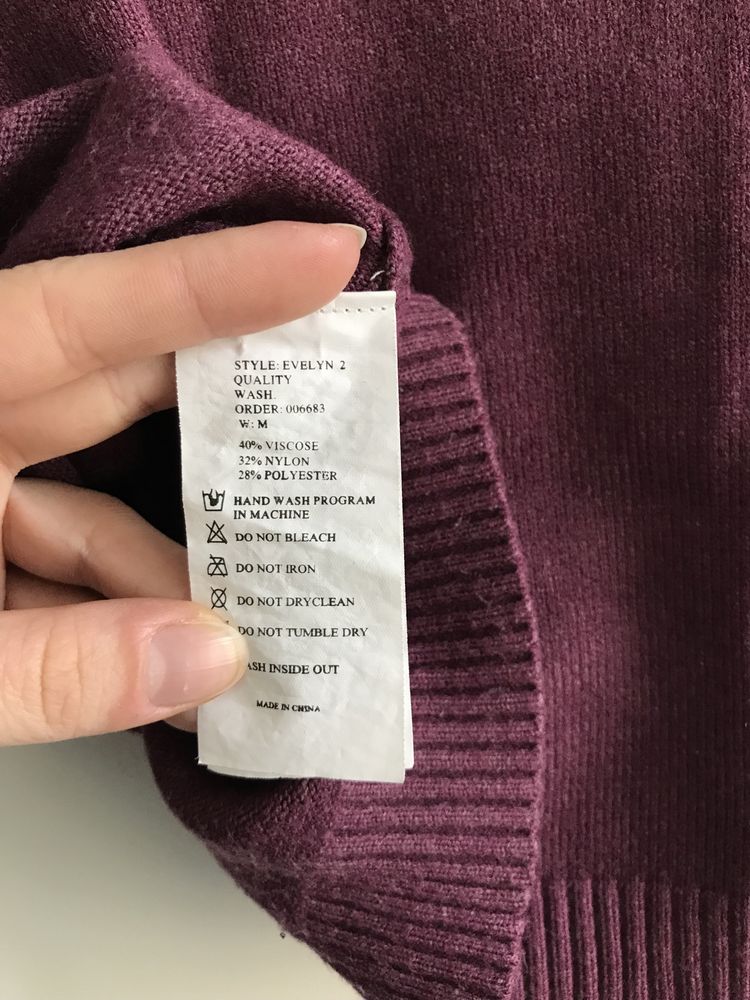 STYLE: EVELYN 2
QUALITY
WASH.
ORDER: 006683
W: M
40% VISCOSE
32% NYLON
28% POLYESTER
HAND WASH PROGRAM
IN MACHINE
DO NOT BLEACH
DO NOT IRON
DO NOT DRYCLEAN
DO NOT TUMBLE DRY
INSIDE OUT
MADE IN CHINA